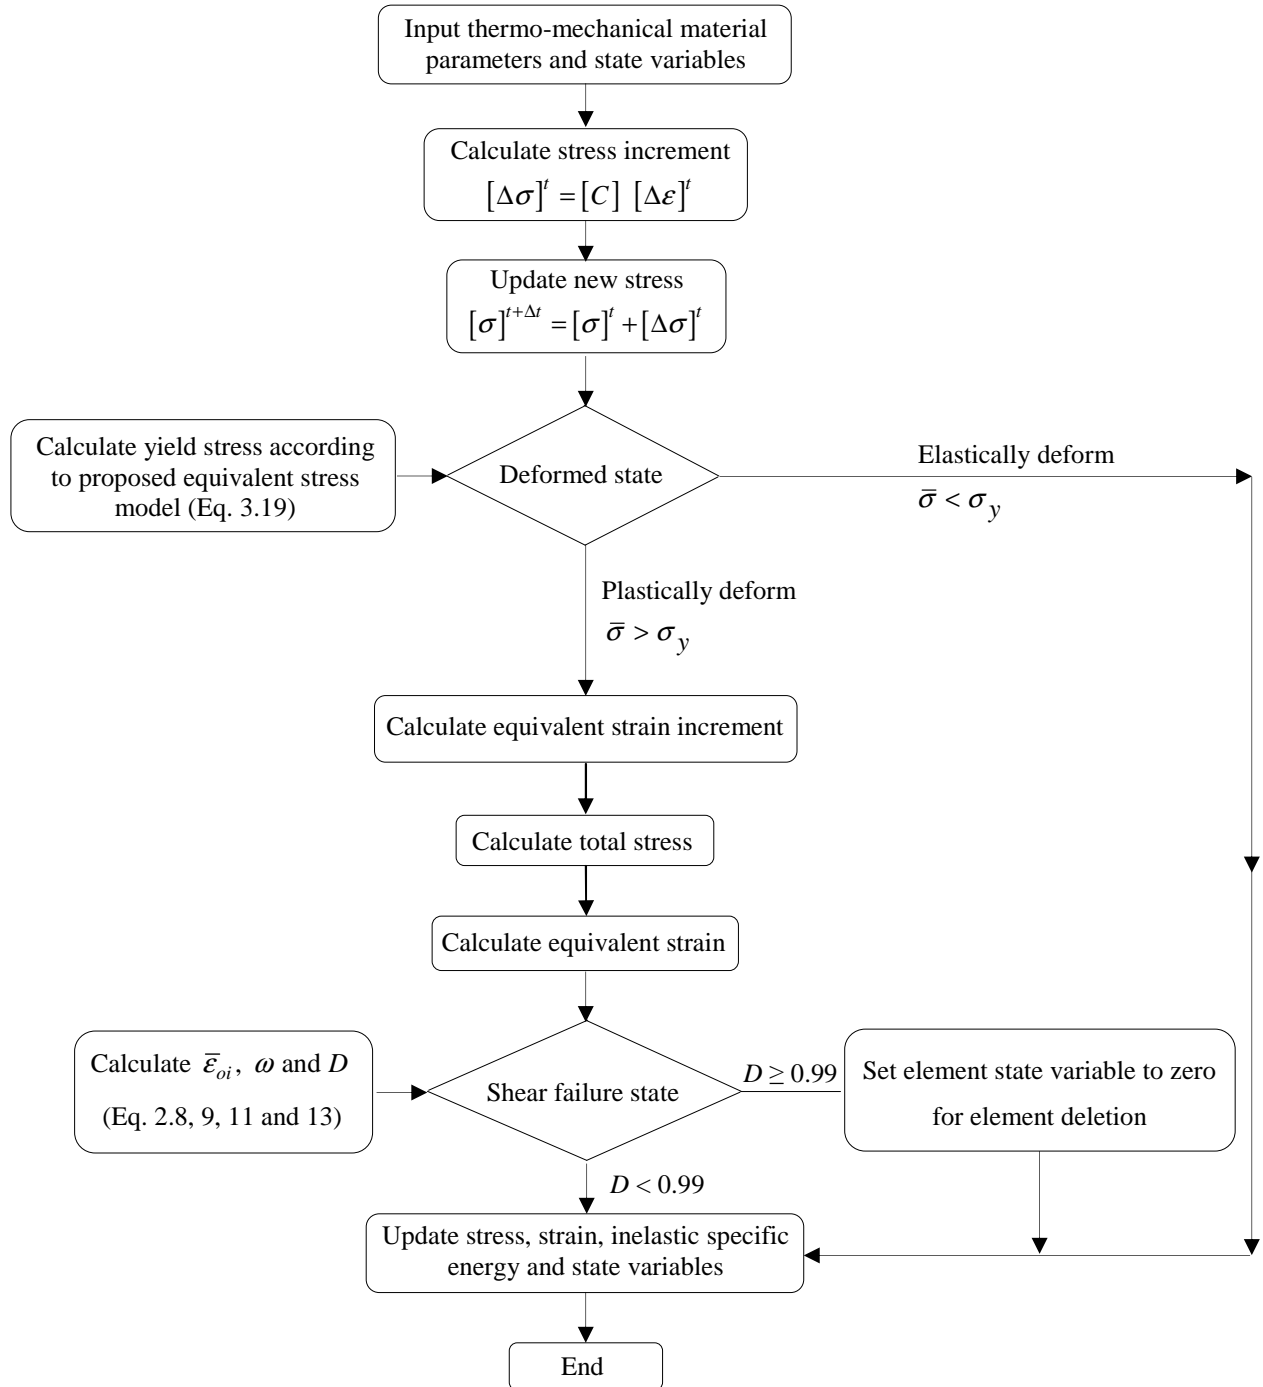 Input thermo-mechanical material
parameters and state variables
Calculate stress increment
[Δσ]^t = [C] [Δε]^t
Update new stress
[σ]^{t+Δt} = [σ]^t + [Δσ]^t
Calculate yield stress according
to proposed equivalent stress
model (Eq. 3.19)
Deformed state
Elastically deform
σ̄ < σ_y
Plastically deform
σ̄ > σ_y
Calculate equivalent strain increment
Calculate total stress
Calculate equivalent strain
Calculate ε̄_{oi}, ω and D
(Eq. 2.8, 9, 11 and 13)
Shear failure state
D ≥ 0.99
Set element state variable to zero
for element deletion
D < 0.99
Update stress, strain, inelastic specific
energy and state variables
End